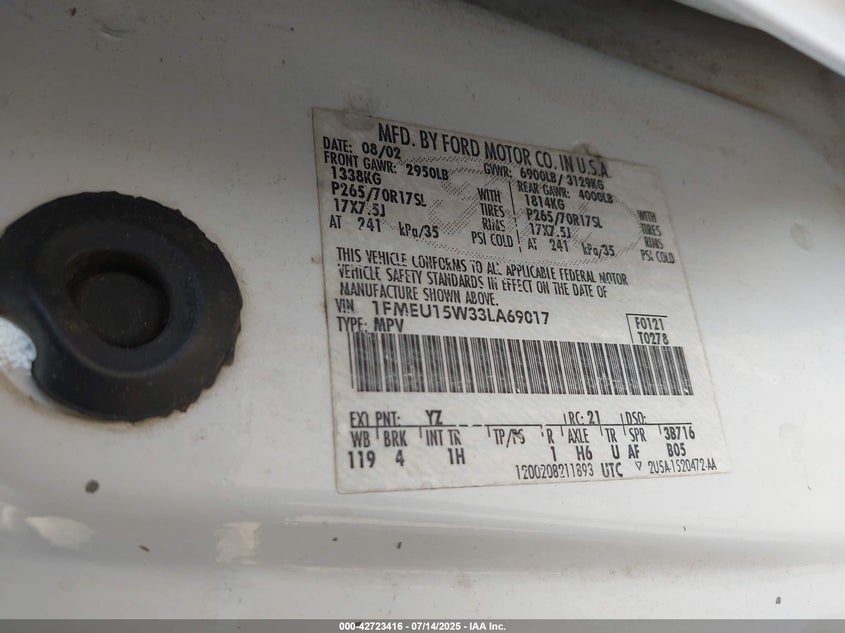 MFD. BY FORD MOTOR CO. IN U.S.A.
DATE: 08/02 GVWR: 6900LB/ 3129KG
FRONT GAWR: 2950LB REAR GAWR: 4000LB
1338KG WITH 1814KG WITH
P265/70R17SL TIRES P265/70R17SL TIRES
17X7.5J RIMS 17X7.5J RIMS
AT 241 kPa/35 PSI COLD AT 241 kPa/35 PSI COLD
THIS VEHICLE CONFORMS TO ALL APPLICABLE FEDERAL MOTOR
VEHICLE SAFETY STANDARDS IN EFFECT ON THE DATE OF
MANUFACTURE SHOWN ABOVE.
VIN: 1FMEU15W33LA69017 F0121
TYPE: MPV T0278
EXT PNT: YZ RC: 21 DSO:
WB BRK INT TR TP/PS R AXLE TR SPR 3B716
119 4 1H 1 H6 U AF B05
1200208211893 UTC ▽ 2U5A-1520472-AA
000-42723416 - 07/14/2025 - IAA Inc.